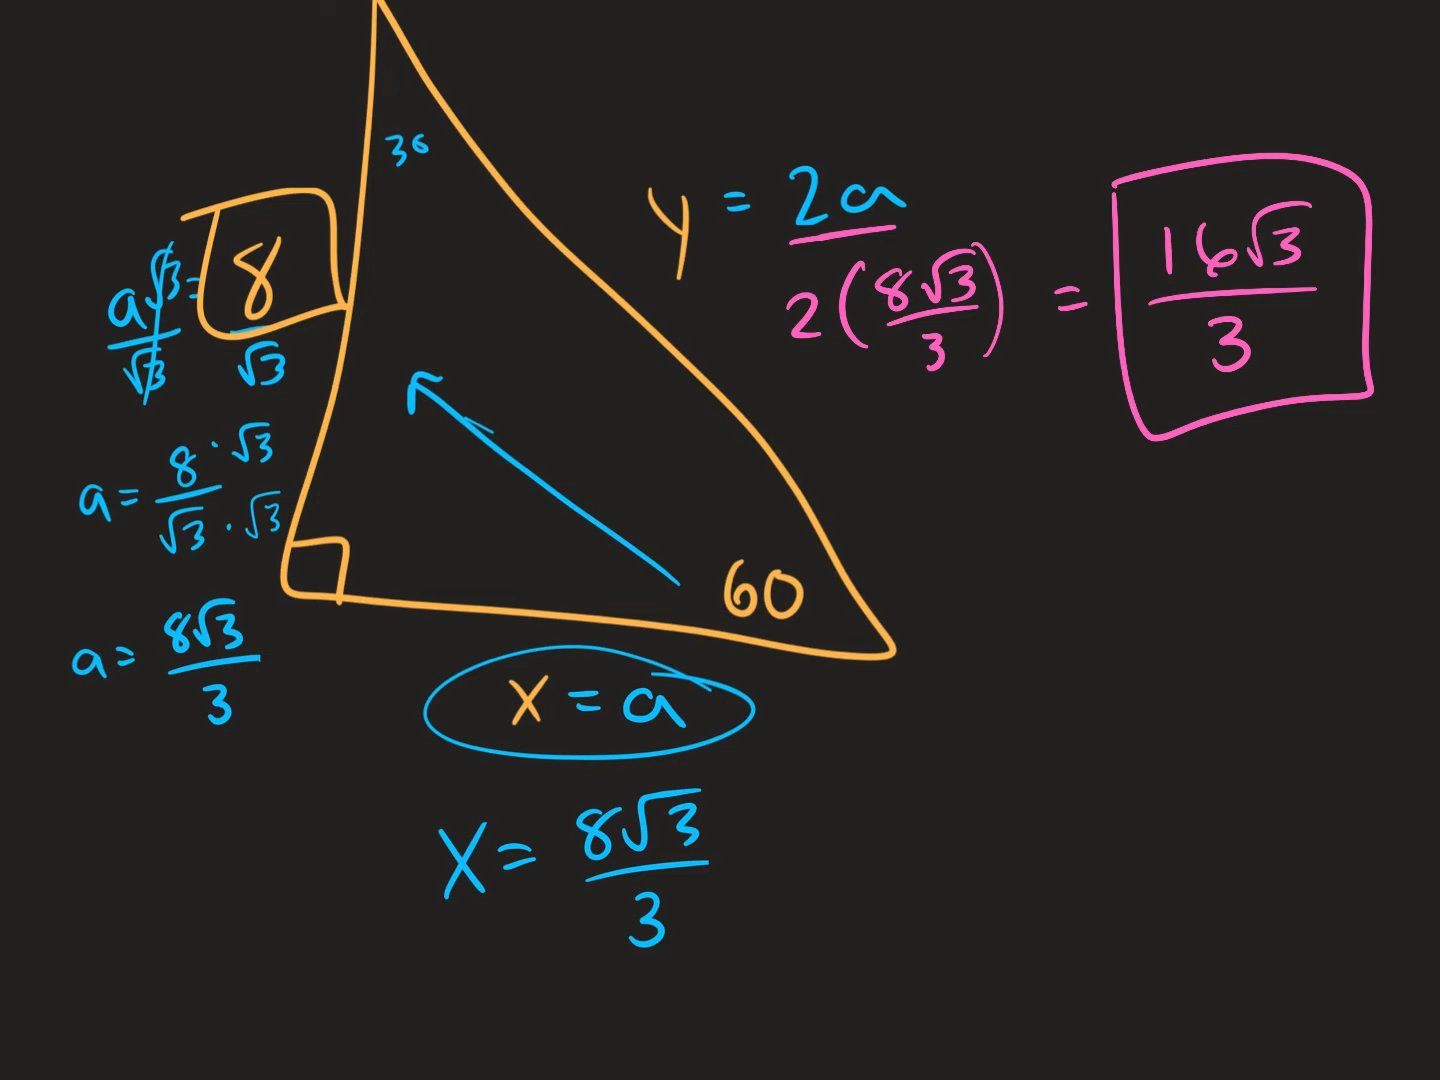 30
y = 2a
a√3 = 8
√3 √3
2(8√3/3) = 16√3/3
a = 8 · √3
√3 · √3
60
a = 8√3/3
x = a
x = 8√3/3